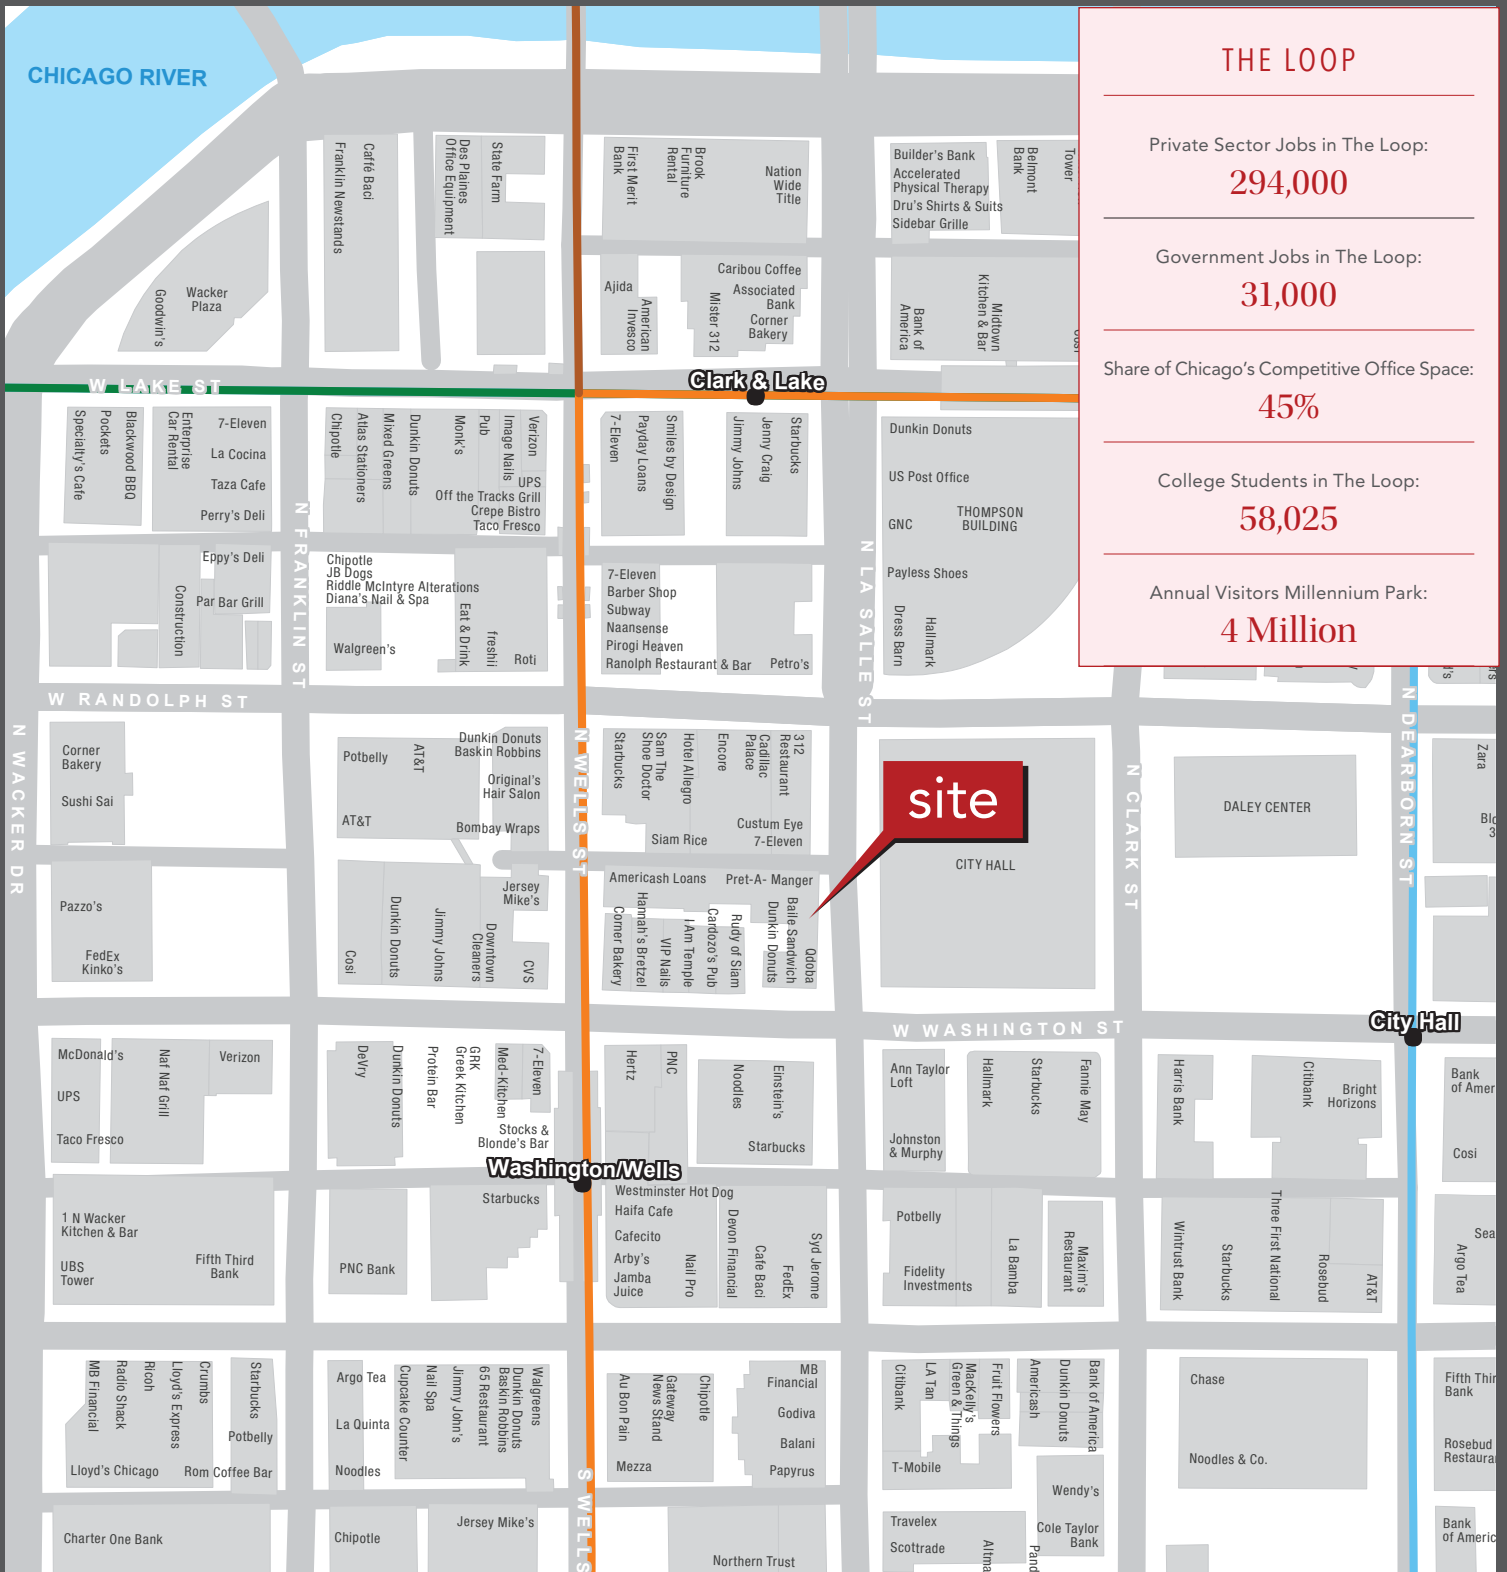 CHICAGO RIVER
THE LOOP
Private Sector Jobs in The Loop:
294,000
Government Jobs in The Loop:
31,000
Share of Chicago's Competitive Office Space:
45%
College Students in The Loop:
58,025
Annual Visitors Millennium Park:
4 Million
Franklin Newstands
Caffé Baci
Des Plaines
Office Equipment
State Farm
First Merit
Bank
Brook
Furniture
Rental
Nation
Wide
Title
Builder's Bank
Accelerated
Physical Therapy
Dru's Shirts & Suits
Sidebar Grille
Belmont
Bank
Tower
Goodwin's
Wacker
Plaza
Ajida
American
Invesco
Caribou Coffee
Associated
Bank
Corner
Bakery
Mister 312
Bank of
America
Midtown
Kitchen & Bar
Cosi
W LAKE ST
Clark & Lake
Specialty's Cafe
Pockets
Blackwood BBQ
Enterprise
Car Rental
7-Eleven
La Cocina
Taza Cafe
Perry's Deli
Chipotle
Atlas Stationers
Mixed Greens
Dunkin Donuts
Monk's
Pub
Image Nails
Verizon
UPS
Off the Tracks Grill
Crepe Bistro
Taco Fresco
7-Eleven
Payday Loans
Smiles by Design
Jimmy Johns
Jenny Craig
Starbucks
Dunkin Donuts
US Post Office
GNC
THOMPSON
BUILDING
Payless Shoes
Dress Barn
Hallmark
N FRANKLIN ST
N LA SALLE ST
Eppy's Deli
Construction
Par Bar Grill
Chipotle
JB Dogs
Riddle McIntyre Alterations
Diana's Nail & Spa
Walgreen's
Eat & Drink
freshii
Roti
7-Eleven
Barber Shop
Subway
Naansense
Pirogi Heaven
Ranolph Restaurant & Bar
Petro's
W RANDOLPH ST
N WACKER DR
N WELLS ST
N CLARK ST
N DEARBORN ST
Corner
Bakery
Sushi Sai
Potbelly
AT&T
AT&T
Dunkin Donuts
Baskin Robbins
Original's
Hair Salon
Bombay Wraps
Starbucks
Sam The
Shoe Doctor
Hotel Allegro
Encore
Cadillac
Palace
312
Restaurant
Siam Rice
Custum Eye
7-Eleven
site
CITY HALL
DALEY CENTER
Zara
Pazzo's
FedEx
Kinko's
Cosi
Dunkin Donuts
Jimmy Johns
Downtown
Cleaners
Jersey
Mike's
CVS
Americash Loans
Pret-A- Manger
Corner Bakery
Hannah's Bretzel
VIP Nails
I Am Temple
Cardozo's Pub
Rudy of Siam
Dunkin Donuts
Baile Sandwich
Qdoba
W WASHINGTON ST
City Hall
McDonald's
UPS
Taco Fresco
Naf Naf Grill
Verizon
DeVry
Dunkin Donuts
Protein Bar
GRK
Greek Kitchen
Med-Kitchen
7-Eleven
Stocks &
Blonde's Bar
Hertz
PNC
Noodles
Einstein's
Starbucks
Ann Taylor
Loft
Johnston
& Murphy
Hallmark
Starbucks
Fannie May
Harris Bank
Citibank
Bright
Horizons
Bank
of Amer
Cosi
Washington/Wells
1 N Wacker
Kitchen & Bar
UBS
Tower
Fifth Third
Bank
PNC Bank
Starbucks
Westminster Hot Dog
Haifa Cafe
Cafecito
Arby's
Jamba
Juice
Nail Pro
Devon Financial
Cafe Baci
FedEx
Syd Jerome
Potbelly
Fidelity
Investments
La Bamba
Maxim's
Restaurant
Wintrust Bank
Starbucks
Three First National
Rosebud
AT&T
Sea
Argo Tea
MB Financial
Radio Shack
Ricoh
Lloyd's Express
Crumbs
Starbucks
Potbelly
Lloyd's Chicago
Rom Coffee Bar
Argo Tea
La Quinta
Noodles
Cupcake Counter
Nail Spa
Jimmy John's
65 Restaurant
Dunkin Donuts
Baskin Robbins
Walgreens
Au Bon Pain
Gateway
News Stand
Chipotle
Mezza
MB
Financial
Godiva
Balani
Papyrus
Citibank
LA Tan
MacKelly's
Green & Things
Fruit Flowers
Americash
Dunkin Donuts
Bank of America
T-Mobile
Wendy's
Chase
Noodles & Co.
Fifth Thir
Bank
Rosebud
Restaura
S WELLS
Charter One Bank
Chipotle
Jersey Mike's
Northern Trust
Travelex
Scottrade
Altma
Pand
Cole Taylor
Bank
Bank
of Americ